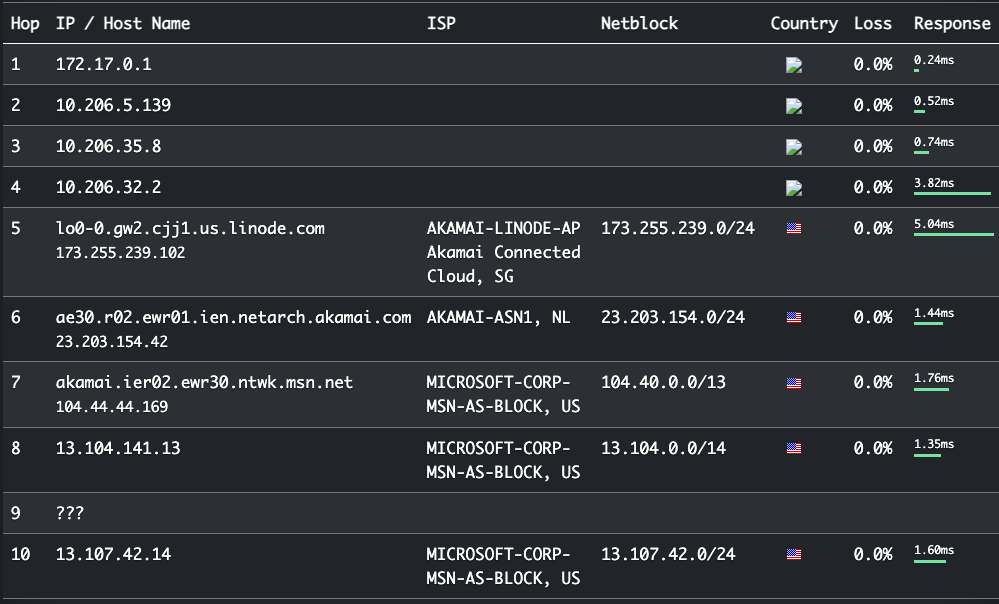 Hop IP / Host Name ISP Netblock Country Loss Response
1 172.17.0.1 0.0% 0.24ms
2 10.206.5.139 0.0% 0.52ms
3 10.206.35.8 0.0% 0.74ms
4 10.206.32.2 0.0% 3.82ms
5 lo0-0.gw2.cjj1.us.linode.com AKAMAI-LINODE-AP 173.255.239.0/24 0.0% 5.04ms
173.255.239.102 Akamai Connected
Cloud, SG
6 ae30.r02.ewr01.ien.netarch.akamai.com AKAMAI-ASN1, NL 23.203.154.0/24 0.0% 1.44ms
23.203.154.42
7 akamai.ier02.ewr30.ntwk.msn.net MICROSOFT-CORP- 104.40.0.0/13 0.0% 1.76ms
104.44.44.169 MSN-AS-BLOCK, US
8 13.104.141.13 MICROSOFT-CORP- 13.104.0.0/14 0.0% 1.35ms
MSN-AS-BLOCK, US
9 ???
10 13.107.42.14 MICROSOFT-CORP- 13.107.42.0/24 0.0% 1.60ms
MSN-AS-BLOCK, US